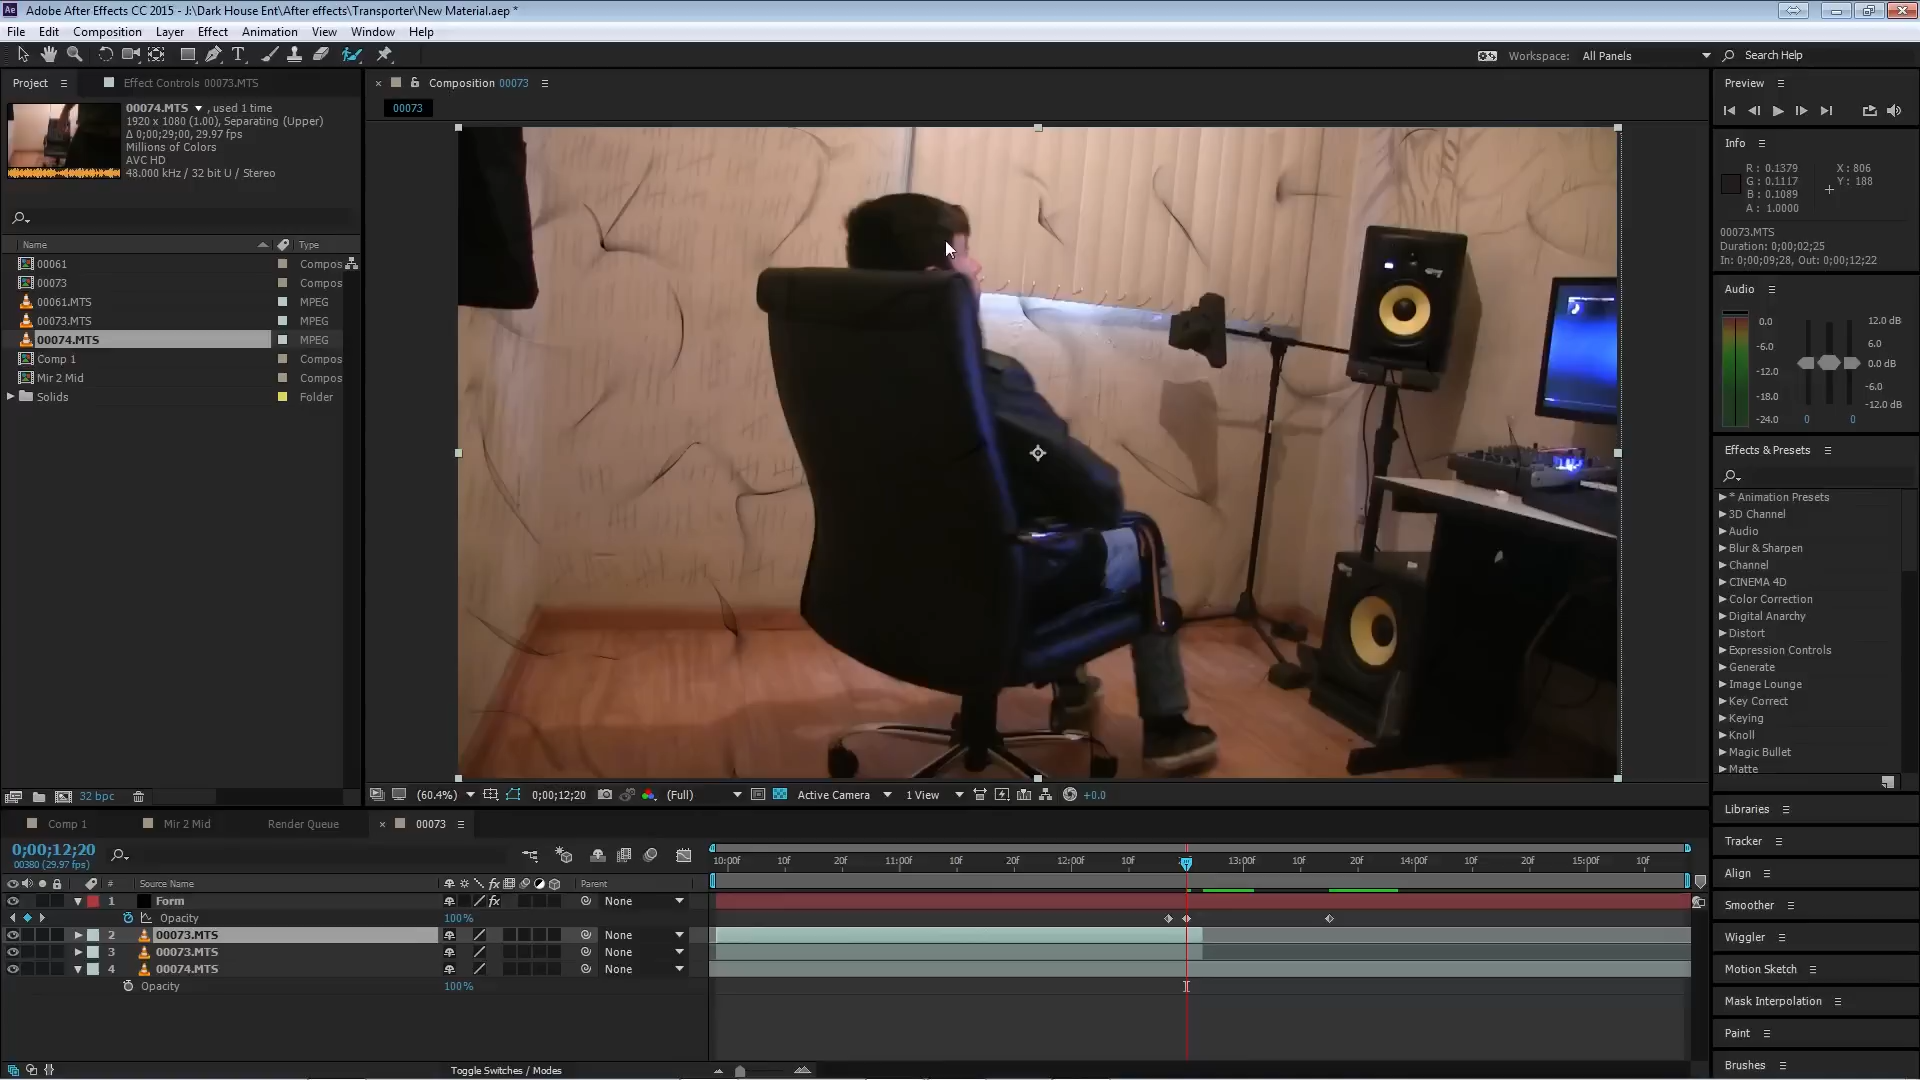 Adobe After Effects CC 2015 - J:\Dark House Ent\After effects\Transporter\New Material.aep *
File Edit Composition Layer Effect Animation View Window Help
Workspace: All Panels Search Help
Project Effect Controls 00073.MTS
00074.MTS , used 1 time
1920 x 1080 (1.00), Separating (Upper)
Δ 0;00;29;00, 29.97 fps
Millions of Colors
AVC HD
48.000 kHz / 32 bit U / Stereo
Name Type
00061 Compos
00073 Compos
00061.MTS MPEG
00073.MTS MPEG
00074.MTS MPEG
Comp 1 Compos
Mir 2 Mid Compos
Solids Folder
32 bpc
Composition 00073
00073
(60.4%) 0;00;12;20 (Full) Active Camera 1 View +0.0
Preview
Info
R : 0.1379 X : 806
G : 0.1117 Y : 188
B : 0.1089
A : 1.0000
00073.MTS
Duration: 0;00;02;25
In: 0;00;09;28, Out: 0;00;12;22
Audio
0.0 12.0 dB
-6.0 6.0
-12.0 0.0 dB
-18.0 -6.0
-24.0 -12.0 dB
0 0
Effects & Presets
* Animation Presets
3D Channel
Audio
Blur & Sharpen
Channel
CINEMA 4D
Color Correction
Digital Anarchy
Distort
Expression Controls
Generate
Image Lounge
Key Correct
Keying
Knoll
Magic Bullet
Matte
Libraries
Tracker
Align
Smoother
Wiggler
Motion Sketch
Mask Interpolation
Paint
Brushes
Comp 1 Mir 2 Mid Render Queue 00073
0;00;12;20
00380 (29.97 fps)
# Source Name fx Parent
1 Form fx None
Opacity 100%
2 00073.MTS None
3 00073.MTS None
4 00074.MTS None
Opacity 100%
10:00f 10f 20f 11:00f 10f 20f 12:00f 10f 13:00f 10f 20f 14:00f 10f 20f 15:00f 10f
Toggle Switches / Modes